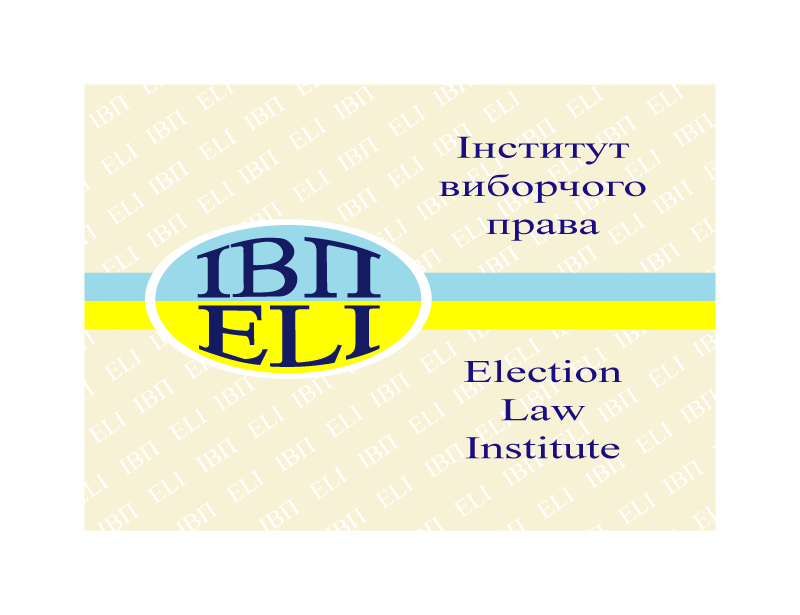 Інститут
виборчого
права
ІВП
ELI
Election
Law
Institute